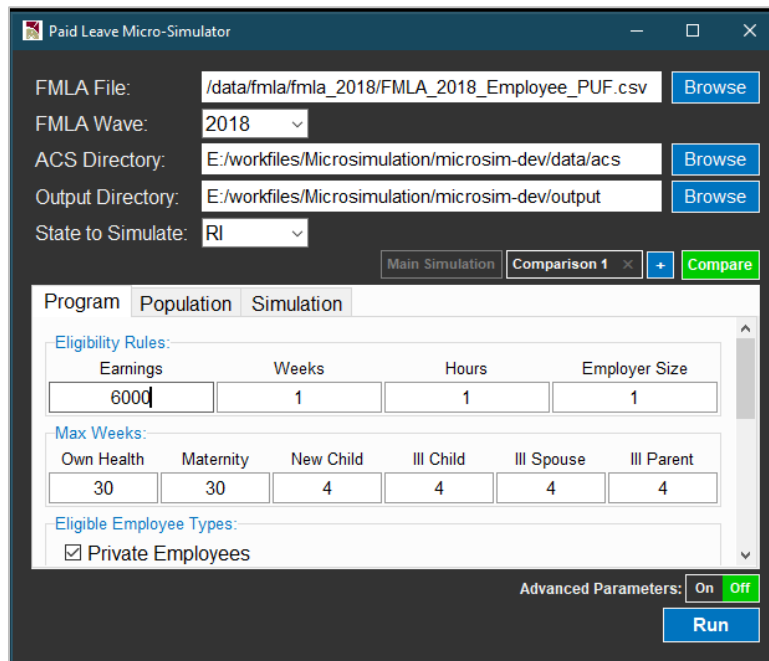 Paid Leave Micro-Simulator
FMLA File: /data/fmla/fmla_2018/FMLA_2018_Employee_PUF.csv Browse
FMLA Wave: 2018
ACS Directory: E:/workfiles/Microsimulation/microsim-dev/data/acs Browse
Output Directory: E:/workfiles/Microsimulation/microsim-dev/output Browse
State to Simulate: RI
Main Simulation Comparison 1 × + Compare
Program Population Simulation
Eligibility Rules:
Earnings Weeks Hours Employer Size
6000 1 1 1
Max Weeks:
Own Health Maternity New Child Ill Child Ill Spouse Ill Parent
30 30 4 4 4 4
Eligible Employee Types:
Private Employees
Advanced Parameters: On Off
Run